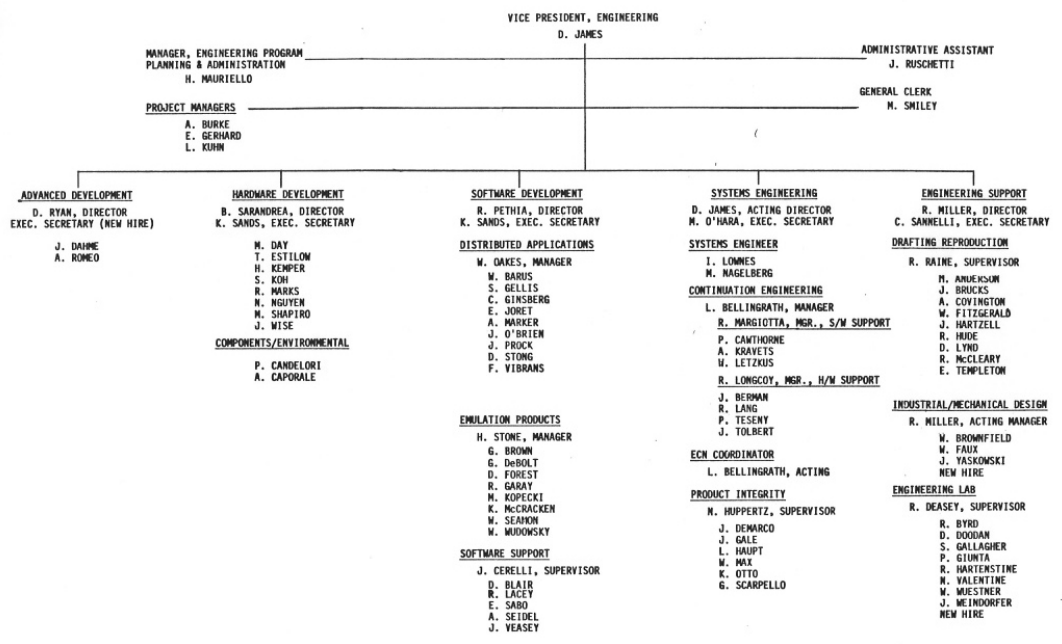 VICE PRESIDENT, ENGINEERING
D. JAMES
MANAGER, ENGINEERING PROGRAM
PLANNING & ADMINISTRATION
H. MAURIELLO
ADMINISTRATIVE ASSISTANT
J. RUSCHETTI
GENERAL CLERK
M. SMILEY
PROJECT MANAGERS
A. BURKE
E. GERHARD
L. KUHN
ADVANCED DEVELOPMENT
D. RYAN, DIRECTOR
EXEC. SECRETARY (NEW HIRE)
J. DAHME
A. ROMEO
HARDWARE DEVELOPMENT
B. SARANDREA, DIRECTOR
K. SANDS, EXEC. SECRETARY
M. DAY
T. ESTILOW
H. KEMPER
S. KOH
R. MARKS
N. NGUYEN
M. SHAPIRO
J. WISE
COMPONENTS/ENVIRONMENTAL
P. CANDELORI
A. CAPORALE
SOFTWARE DEVELOPMENT
R. PETHIA, DIRECTOR
K. SANDS, EXEC. SECRETARY
DISTRIBUTED APPLICATIONS
W. OAKES, MANAGER
W. BARUS
S. GELLIS
C. GINSBERG
E. JORET
A. MARKER
J. O'BRIEN
J. PROCK
D. STONG
F. VIBRANS
EMULATION PRODUCTS
H. STONE, MANAGER
G. BROWN
G. DeBOLT
D. FOREST
R. GARAY
M. KOPECKI
K. McCRACKEN
W. SEAMON
W. WUDOWSKY
SOFTWARE SUPPORT
J. CERELLI, SUPERVISOR
D. BLAIR
R. LACEY
E. SABO
A. SEIDEL
J. VEASEY
SYSTEMS ENGINEERING
D. JAMES, ACTING DIRECTOR
M. O'HARA, EXEC. SECRETARY
SYSTEMS ENGINEER
I. LOWNES
M. NAGELBERG
CONTINUATION ENGINEERING
L. BELLINGRATH, MANAGER
R. MARGIOTTA, MGR., S/W SUPPORT
P. CAWTHORNE
A. KRAVETS
W. LETZKUS
R. LONGCOY, MGR., H/W SUPPORT
J. BERMAN
R. LANG
P. TESENY
J. TOLBERT
ECN COORDINATOR
L. BELLINGRATH, ACTING
PRODUCT INTEGRITY
M. HUPPERTZ, SUPERVISOR
J. DEMARCO
J. GALE
L. HAUPT
W. MAX
K. OTTO
G. SCARPELLO
ENGINEERING SUPPORT
R. MILLER, DIRECTOR
C. SANNELLI, EXEC. SECRETARY
DRAFTING REPRODUCTION
R. RAINE, SUPERVISOR
M. ANDERSON
J. BRUCKS
A. COVINGTON
W. FITZGERALD
J. HARTZELL
R. HUDE
D. LYND
R. McCLEARY
E. TEMPLETON
INDUSTRIAL/MECHANICAL DESIGN
R. MILLER, ACTING MANAGER
W. BROWNFIELD
W. FAUX
J. YASKOWSKI
NEW HIRE
ENGINEERING LAB
R. DEASEY, SUPERVISOR
R. BYRD
D. DOODAN
S. GALLAGHER
P. GIUNTA
R. HARTENSTINE
N. VALENTINE
W. WUESTNER
J. WEINDORFER
NEW HIRE